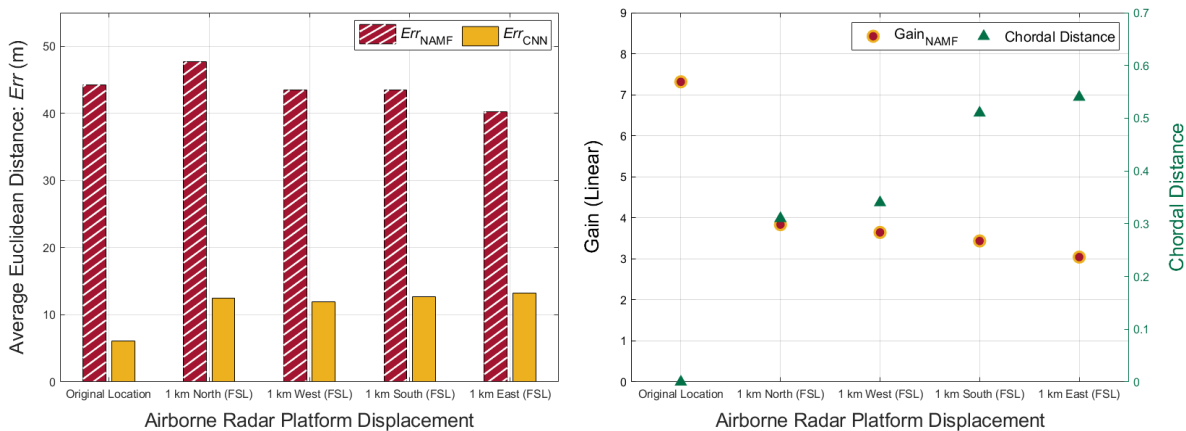 Average Euclidean Distance: Err (m)
50
40
30
20
10
0
Err_NAMF Err_CNN
Original Location 1 km North (FSL) 1 km West (FSL) 1 km South (FSL) 1 km East (FSL)
Airborne Radar Platform Displacement
Gain (Linear)
9
8
7
6
5
4
3
2
1
0
Gain_NAMF Chordal Distance
0.7
0.6
0.5
0.4
0.3
0.2
0.1
0
Chordal Distance
Original Location 1 km North (FSL) 1 km West (FSL) 1 km South (FSL) 1 km East (FSL)
Airborne Radar Platform Displacement